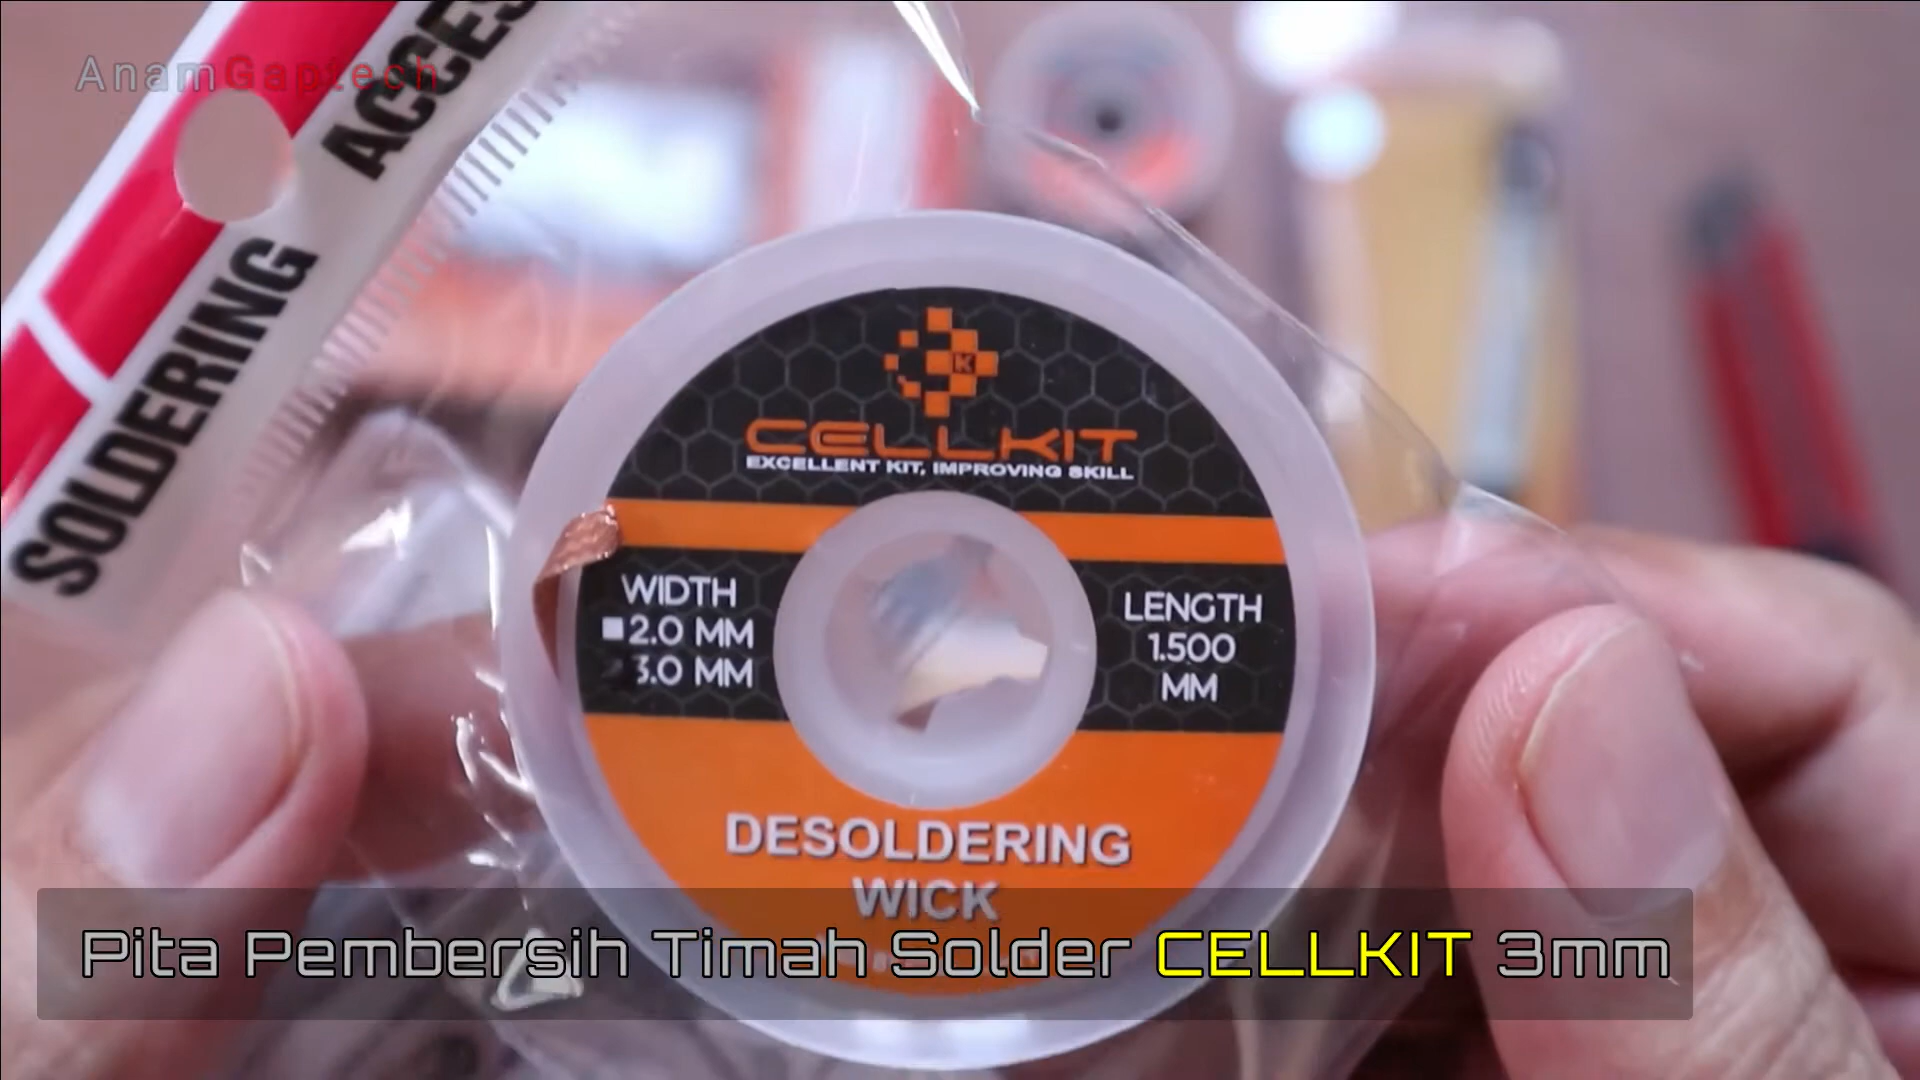 AnamGaptech
SOLDERING ACCES
K
CELLKIT
EXCELLENT KIT, IMPROVING SKILL
WIDTH
2.0 MM
3.0 MM
LENGTH
1.500
MM
DESOLDERING
WICK
Pita Pembersih Timah Solder CELLKIT 3mm